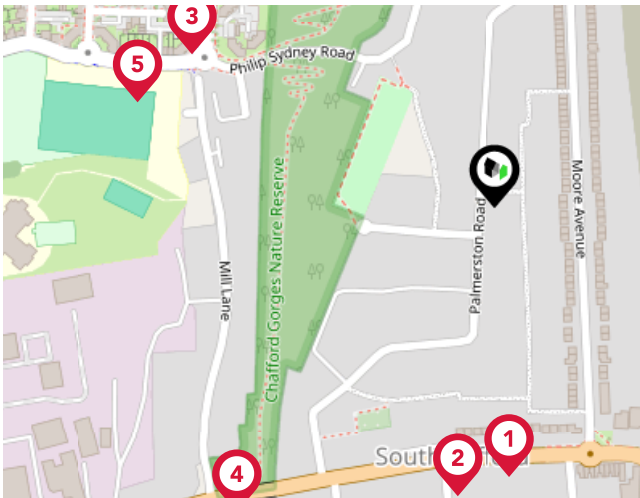 3
5
Philip Sydney Road
Moore Avenue
Palmerston Road
Chafford Gorges Nature Reserve
Mill Lane
1
2
4